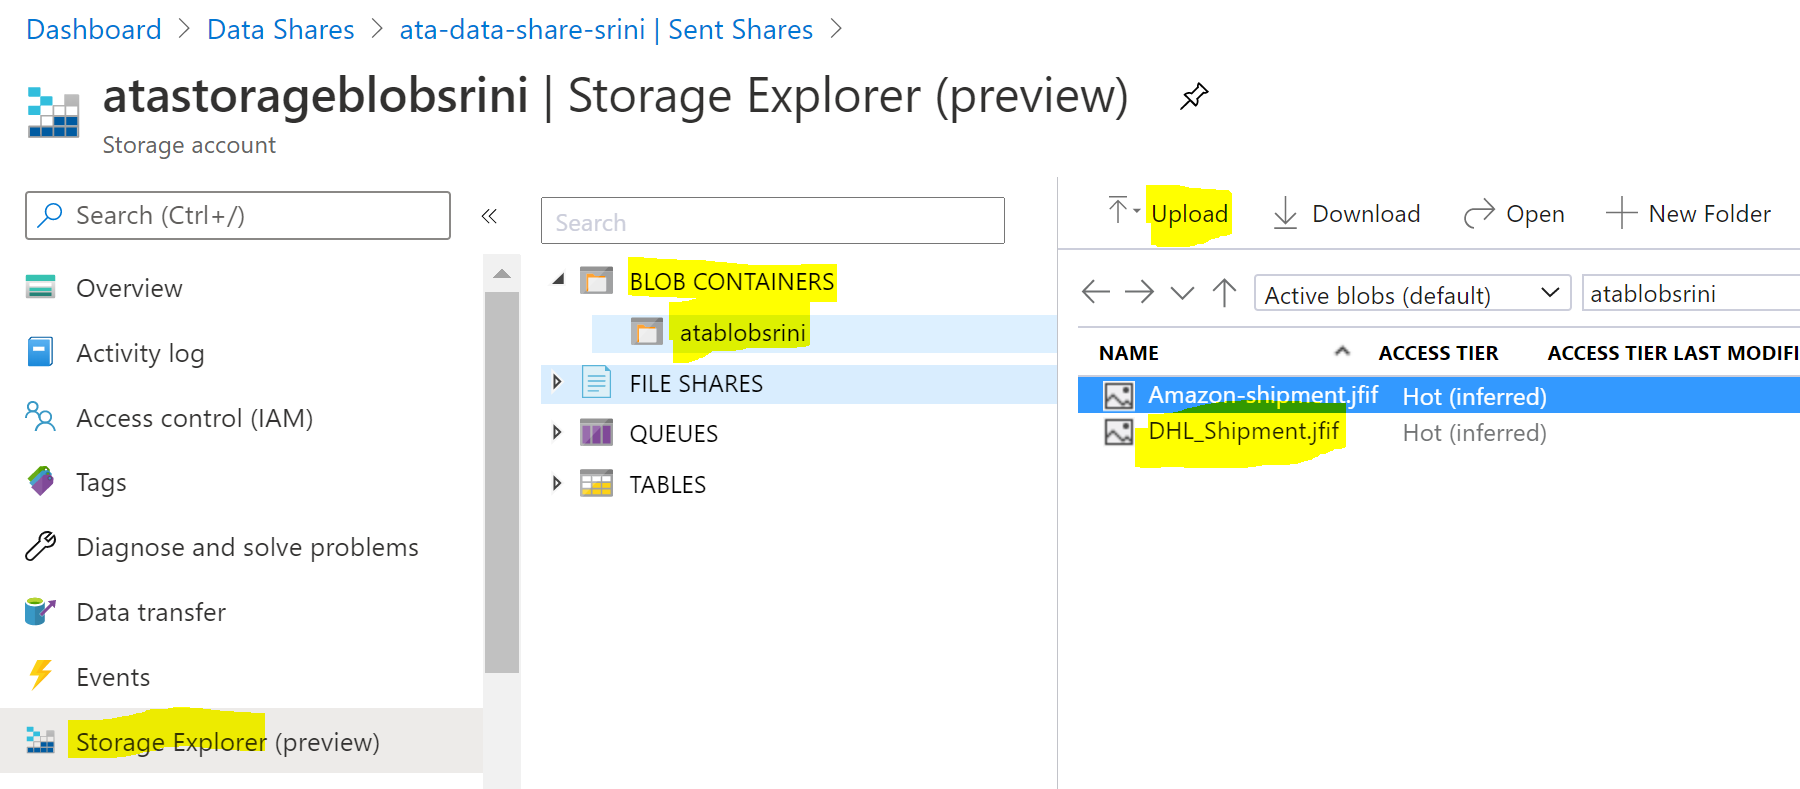 Dashboard > Data Shares > ata-data-share-srini | Sent Shares >
atastorageblobsrini | Storage Explorer (preview)
Storage account
Search (Ctrl+/)
Overview
Activity log
Access control (IAM)
Tags
Diagnose and solve problems
Data transfer
Events
Storage Explorer (preview)
Search
BLOB CONTAINERS
atablobsrini
FILE SHARES
QUEUES
TABLES
Upload Download Open New Folder
Active blobs (default) atablobsrini
NAME ACCESS TIER ACCESS TIER LAST MODIFI
Amazon-shipment.jfif Hot (inferred)
DHL_Shipment.jfif Hot (inferred)